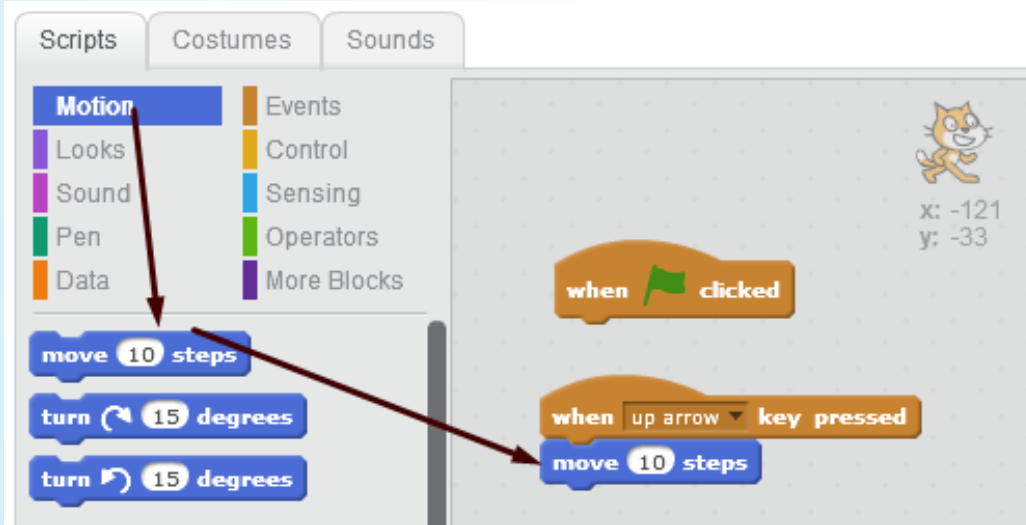 Scripts Costumes Sounds
Motion Events
Looks Control
Sound Sensing
Pen Operators
Data More Blocks
move 10 steps
turn 15 degrees
turn 15 degrees
x: -121
y: -33
when clicked
when up arrow key pressed
move 10 steps